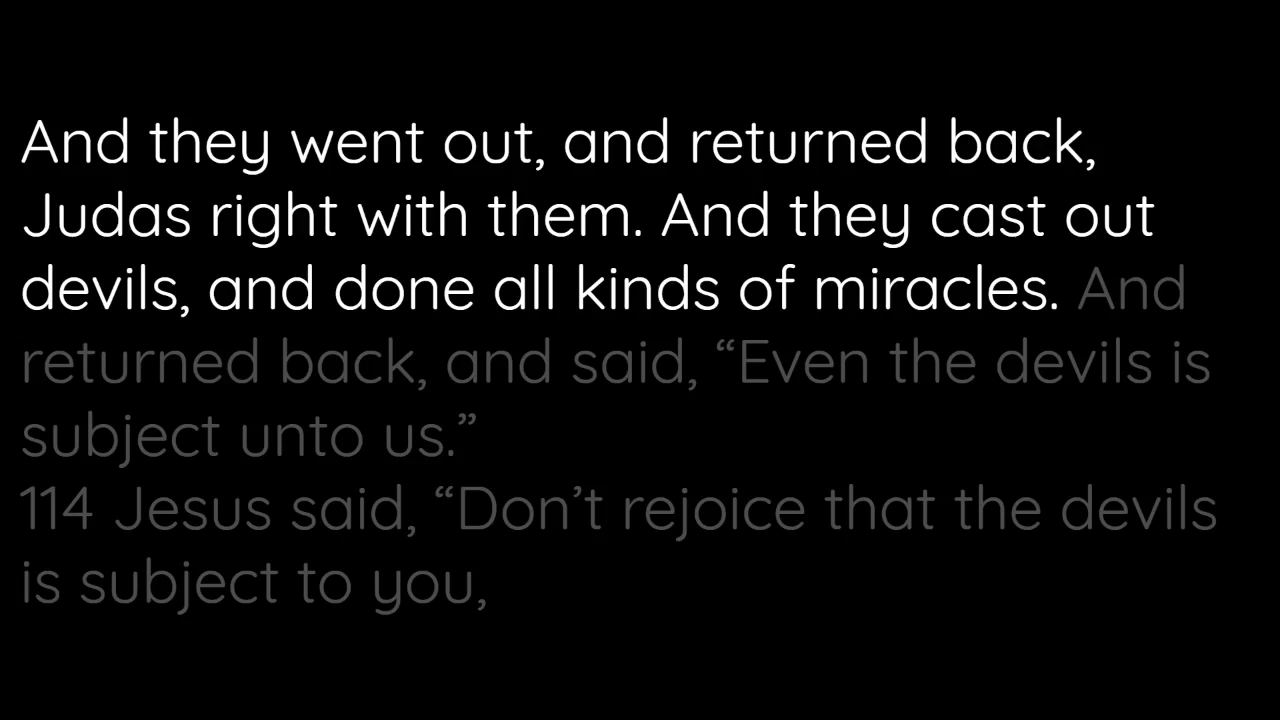 And they went out, and returned back,
Judas right with them. And they cast out
devils, and done all kinds of miracles. And
returned back, and said, “Even the devils is
subject unto us.”
114 Jesus said, “Don’t rejoice that the devils
is subject to you,